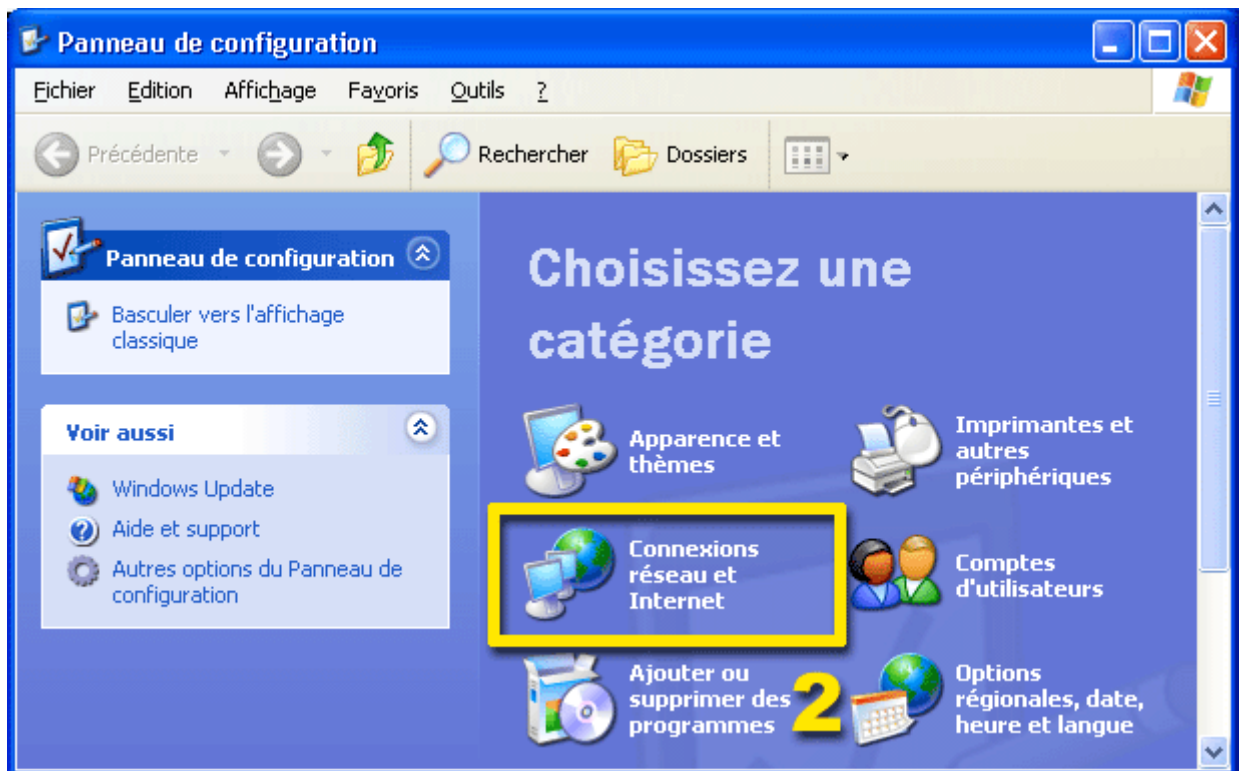 Panneau de configuration
Fichier Edition Affichage Favoris Outils ?
Précédente Rechercher Dossiers
Panneau de configuration
Basculer vers l'affichage
classique
Voir aussi
Windows Update
Aide et support
Autres options du Panneau de
configuration
Choisissez une
catégorie
Apparence et
thèmes
Imprimantes et
autres
périphériques
Connexions
réseau et
Internet
Comptes
d'utilisateurs
Ajouter ou
supprimer des
programmes
2
Options
régionales, date,
heure et langue